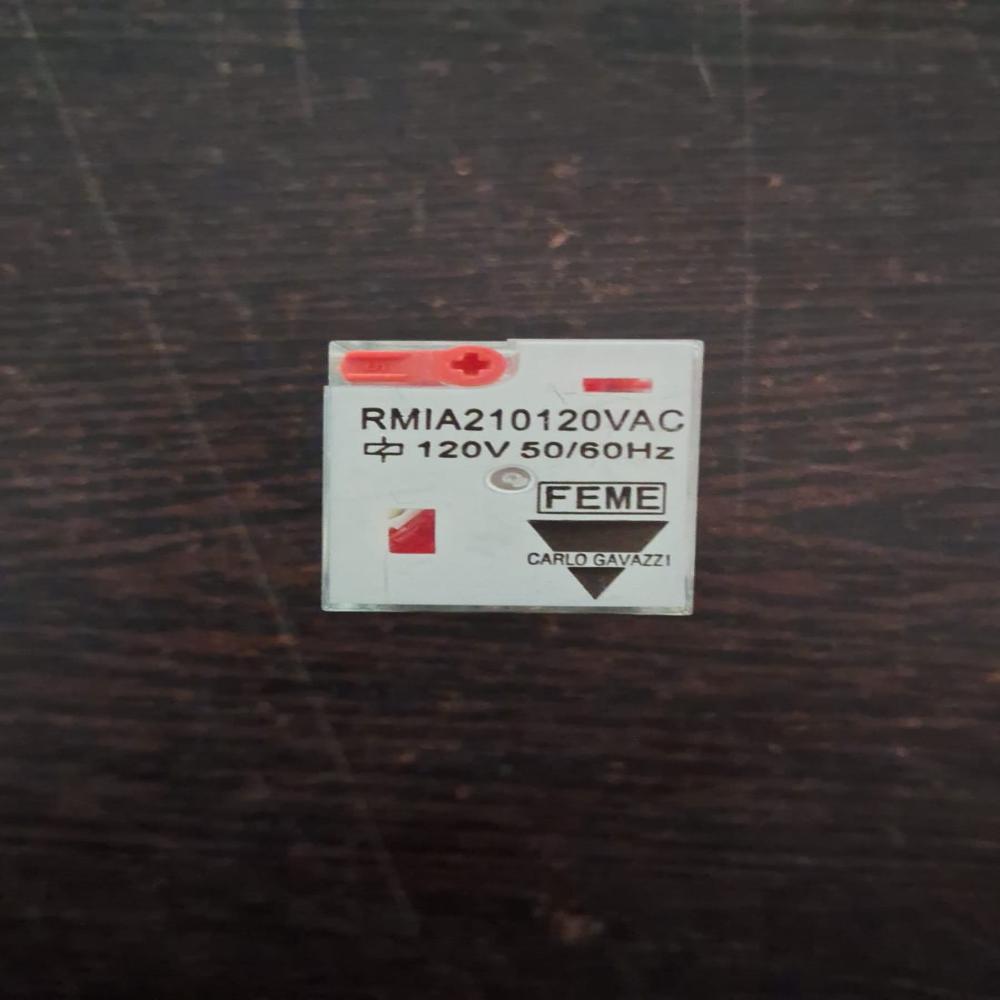 RMIA210120VAC
120V 50/60Hz
FEME
CARLO GAVAZZI